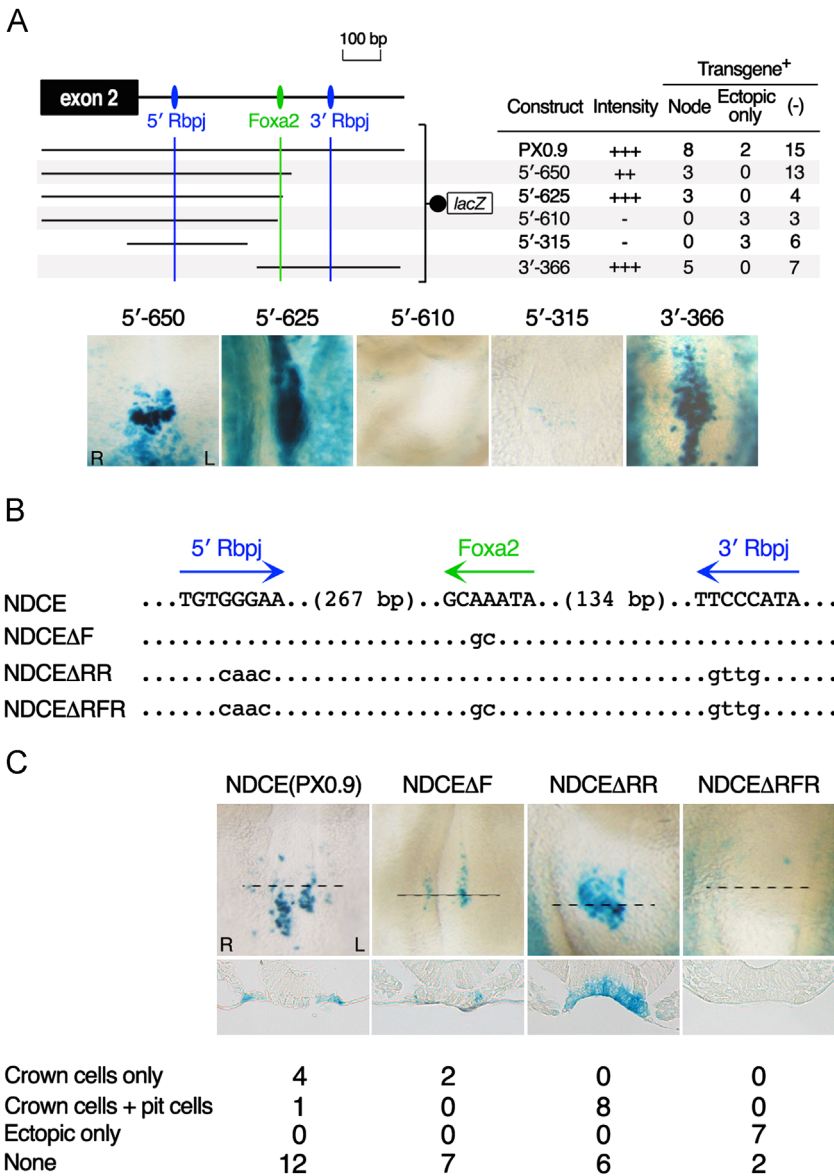 A
100 bp
exon 2
5′ Rbpj Foxa2 3′ Rbpj
lacZ
Transgene+
Construct Intensity Node Ectopic only (-)
PX0.9 +++ 8 2 15
5′-650 ++ 3 0 13
5′-625 +++ 3 0 4
5′-610 - 0 3 3
5′-315 - 0 3 6
3′-366 +++ 5 0 7
5′-650 5′-625 5′-610 5′-315 3′-366
R L
B
5′ Rbpj Foxa2 3′ Rbpj
NDCE ...TGTGGGAA..(267 bp)..GCAAATA..(134 bp)..TTCCCATA...
NDCEΔF ......................gc......................
NDCEΔRR ......caac..............................gttg.....
NDCEΔRFR ......caac..............gc..............gttg.....
C
NDCE(PX0.9) NDCEΔF NDCEΔRR NDCEΔRFR
R L
Crown cells only 4 2 0 0
Crown cells + pit cells 1 0 8 0
Ectopic only 0 0 0 7
None 12 7 6 2